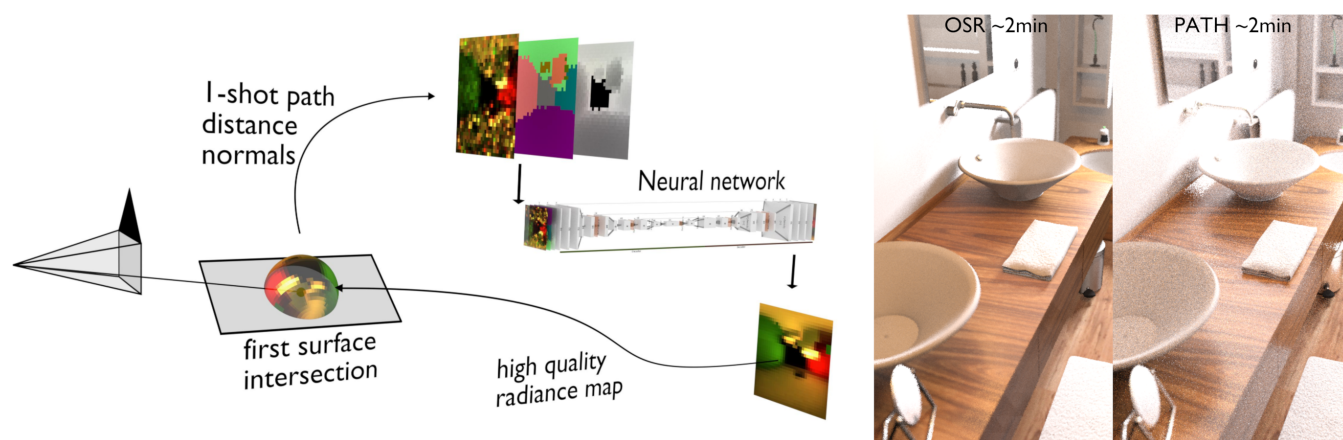 1-shot path
distance
normals
Neural network
first surface
intersection
high quality
radiance map
OSR ~2min
PATH ~2min